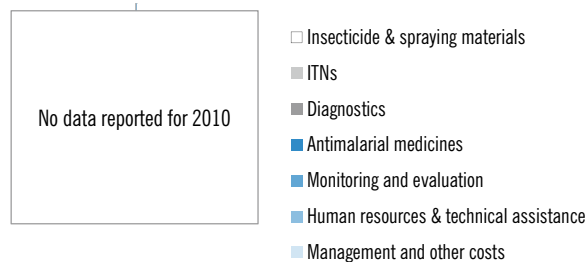 No data reported for 2010
Insecticide & spraying materials
ITNs
Diagnostics
Antimalarial medicines
Monitoring and evaluation
Human resources & technical assistance
Management and other costs